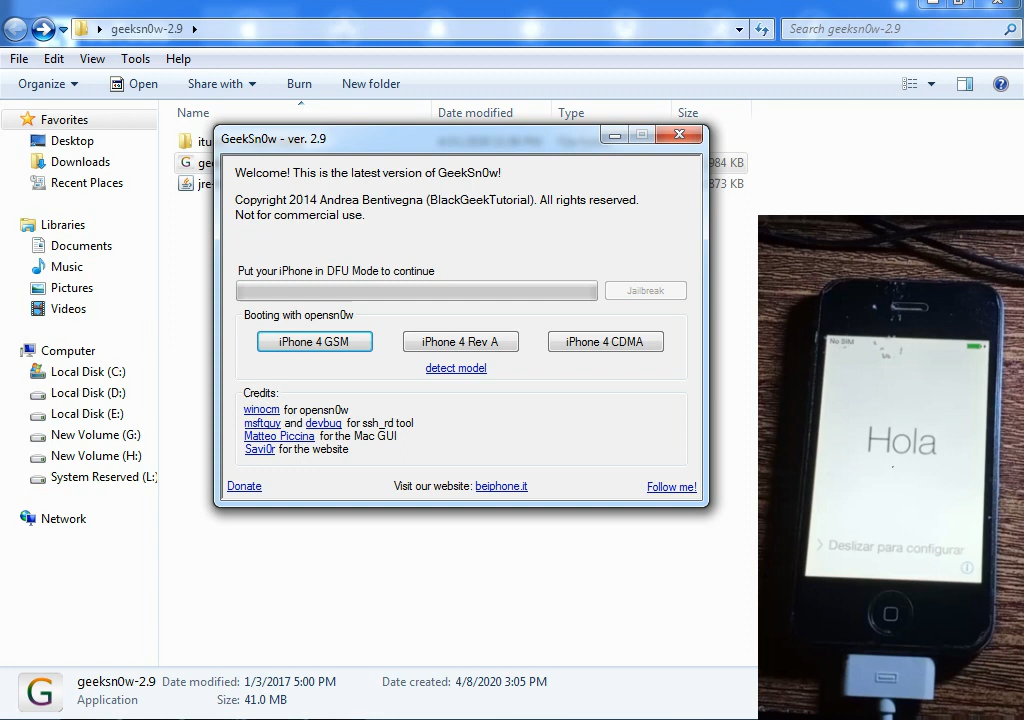 geeksn0w-2.9
Search geeksn0w-2.9
File Edit View Tools Help
Organize Open Share with Burn New folder
Favorites
Desktop
Downloads
Recent Places
Libraries
Documents
Music
Pictures
Videos
Computer
Local Disk (C:)
Local Disk (D:)
Local Disk (E:)
New Volume (G:)
New Volume (H:)
System Reserved (L:)
Network
Name Date modified Type Size
itu
G gee 984 KB
jre- 873 KB
GeekSn0w - ver. 2.9
Welcome! This is the latest version of GeekSn0w!
Copyright 2014 Andrea Bentivegna (BlackGeekTutorial). All rights reserved.
Not for commercial use.
Put your iPhone in DFU Mode to continue
Jailbreak
Booting with opensn0w
iPhone 4 GSM iPhone 4 Rev A iPhone 4 CDMA
detect model
Credits:
winocm for opensn0w
msftguy and devbug for ssh_rd tool
Matteo Piccina for the Mac GUI
Savi0r for the website
Donate Visit our website: beiphone.it Follow me!
No SIM
Hola
Deslizar para configurar
G
geeksn0w-2.9 Date modified: 1/3/2017 5:00 PM Date created: 4/8/2020 3:05 PM
Application Size: 41.0 MB